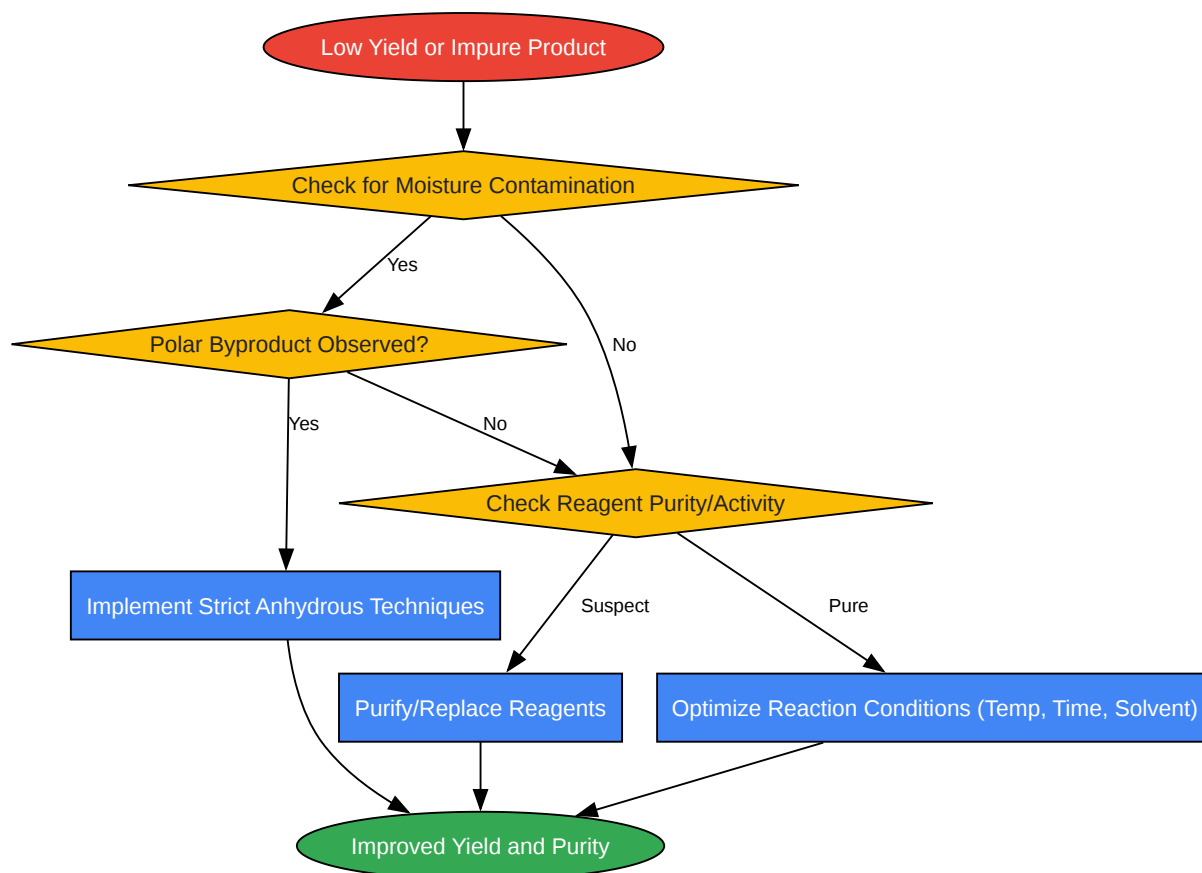 Low Yield or Impure Product
Check for Moisture Contamination
Yes
Polar Byproduct Observed?
No
Yes
No
Check Reagent Purity/Activity
Implement Strict Anhydrous Techniques
Suspect
Pure
Purify/Replace Reagents
Optimize Reaction Conditions (Temp, Time, Solvent)
Improved Yield and Purity